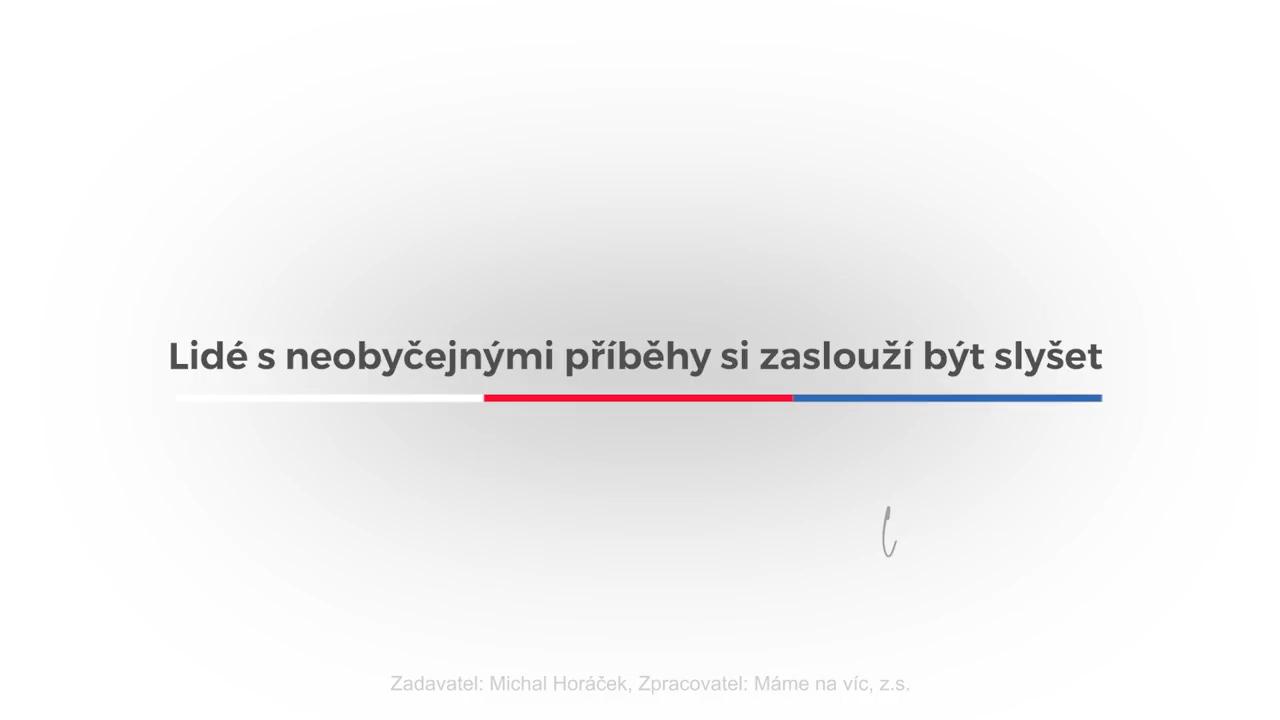 Lidé s neobyčejnými příběhy si zaslouží být slyšet
Zadavatel: Michal Horáček, Zpracovatel: Máme na víc, z.s.